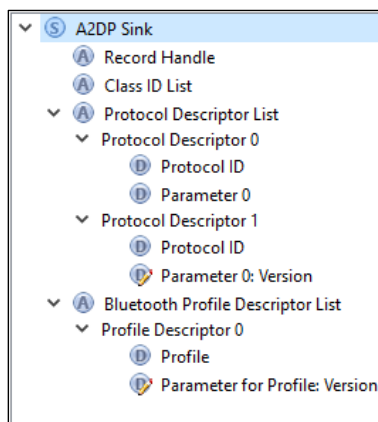 S A2DP Sink
A Record Handle
A Class ID List
A Protocol Descriptor List
Protocol Descriptor 0
D Protocol ID
D Parameter 0
Protocol Descriptor 1
D Protocol ID
D Parameter 0: Version
A Bluetooth Profile Descriptor List
Profile Descriptor 0
D Profile
D Parameter for Profile: Version